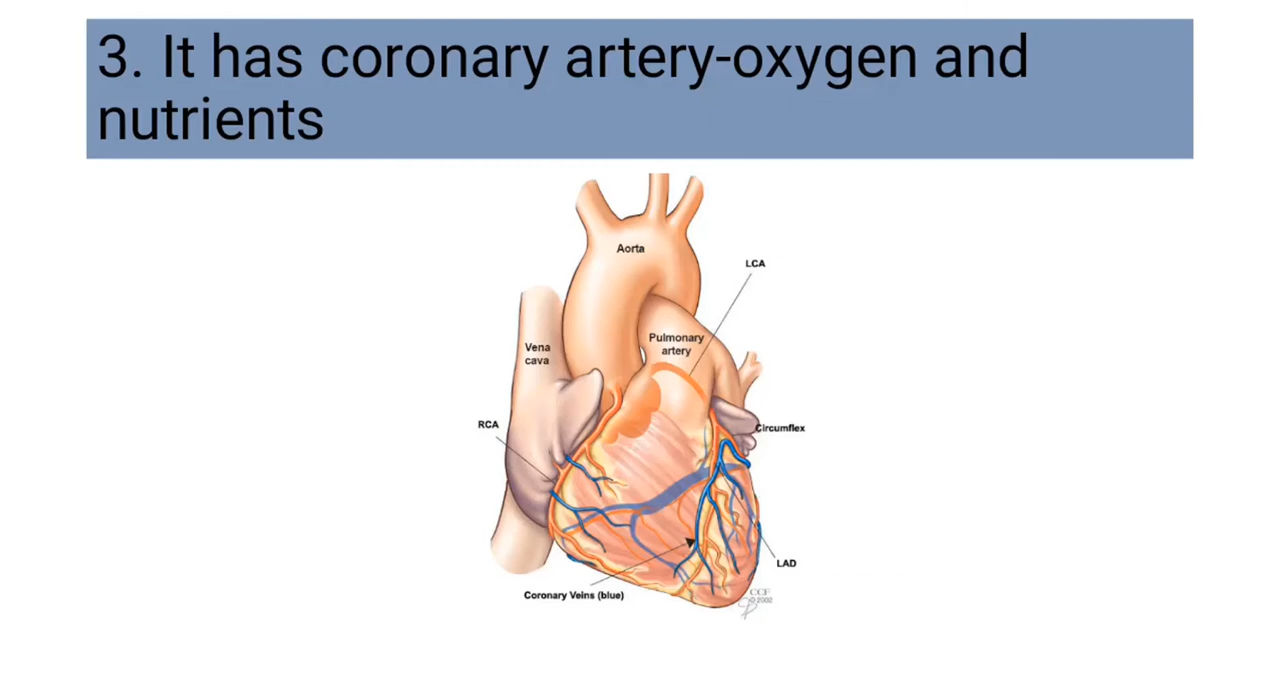 3. It has coronary artery-oxygen and
nutrients
Aorta
LCA
Pulmonary
artery
Vena
cava
RCA
Circumflex
LAD
Coronary Veins (blue)
CCF
© 2002